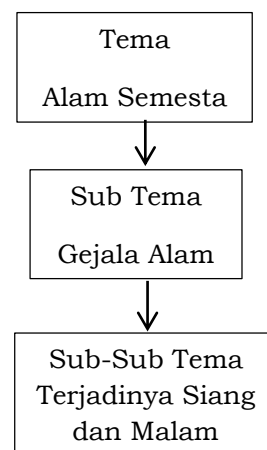 Tema
Alam Semesta
Sub Tema
Gejala Alam
Sub-Sub Tema
Terjadinya Siang
dan Malam